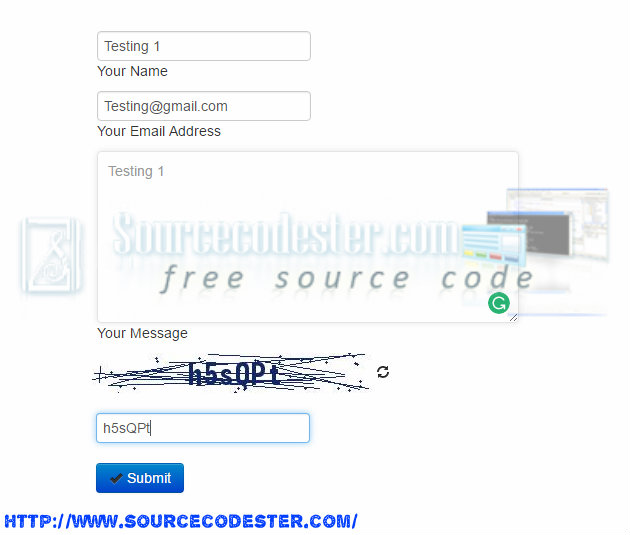 Testing 1
Your Name
Testing@gmail.com
Your Email Address
Testing 1
Sourcecodester.com
free source code
Your Message
h5sQPt
h5sQPt
Submit
HTTP://WWW.SOURCECODESTER.COM/